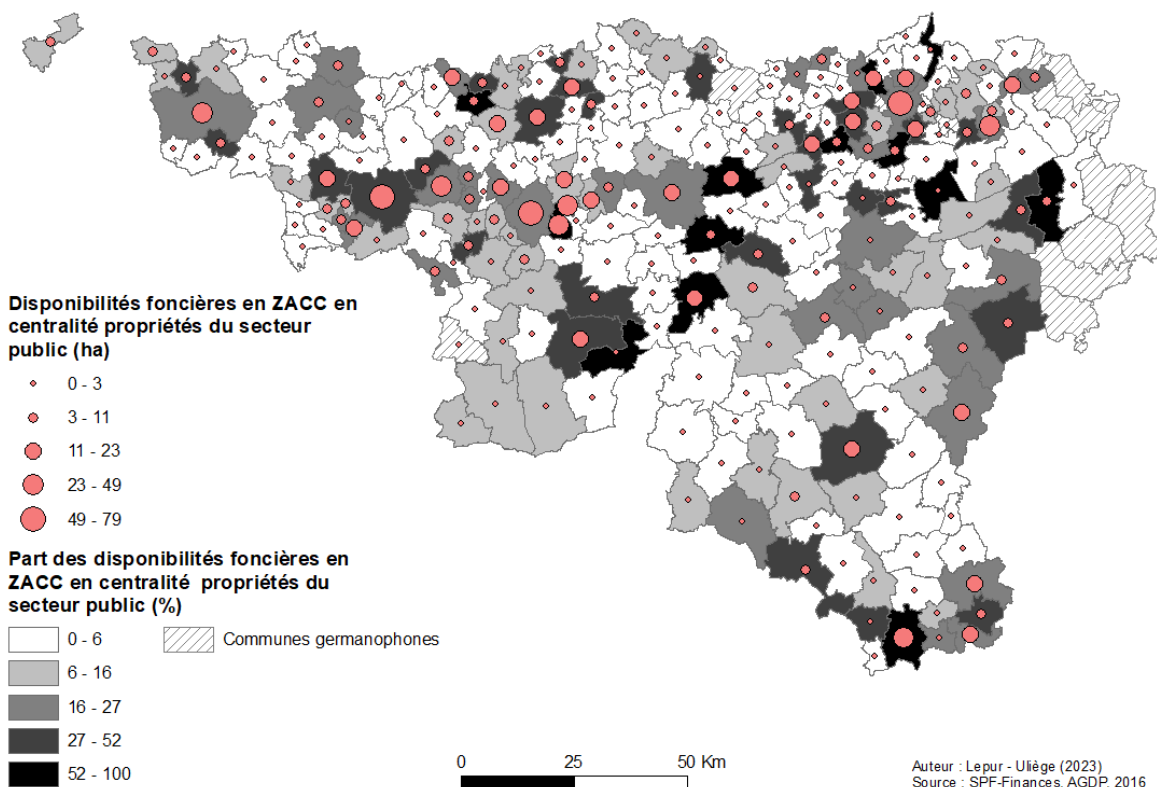 Disponibilités foncières en ZACC en
centralité propriétés du secteur
public (ha)
0 - 3
3 - 11
11 - 23
23 - 49
49 - 79
Part des disponibilités foncières en
ZACC en centralité propriétés du
secteur public (%)
0 - 6
Communes germanophones
6 - 16
16 - 27
27 - 52
52 - 100
0 25 50 Km
Auteur : Lepur - Uliège (2023)
Source : SPF-Finances, AGDP, 2016